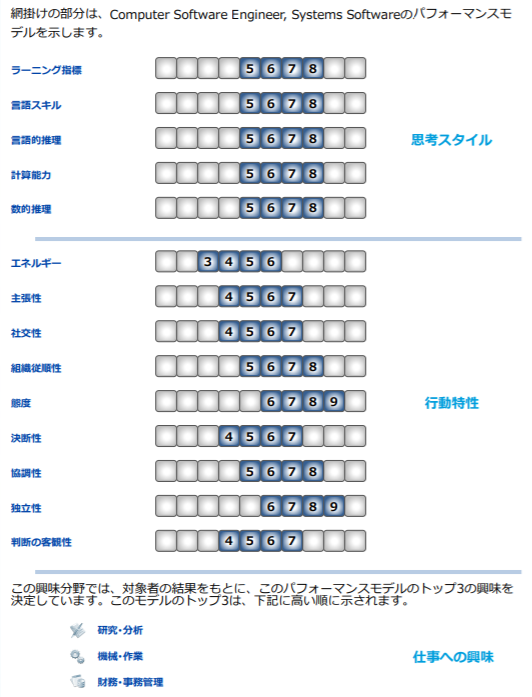 網掛けの部分は、Computer Software Engineer, Systems Softwareのパフォーマンスモ
デルを示します。
ラーニング指標 5 6 7 8
言語スキル 5 6 7 8
言語的推理 5 6 7 8
思考スタイル
計算能力 5 6 7 8
数的推理 5 6 7 8
エネルギー 3 4 5 6
主張性 4 5 6 7
社交性 4 5 6 7
組織従順性 5 6 7 8
態度 6 7 8 9
行動特性
決断性 4 5 6 7
協調性 5 6 7 8
独立性 6 7 8 9
判断の客観性 4 5 6 7
この興味分野では、対象者の結果をもとに、このパフォーマンスモデルのトップ3の興味を
決定しています。このモデルのトップ3は、下記に高い順に示されます。
研究・分析
機械・作業
仕事への興味
財務・事務管理